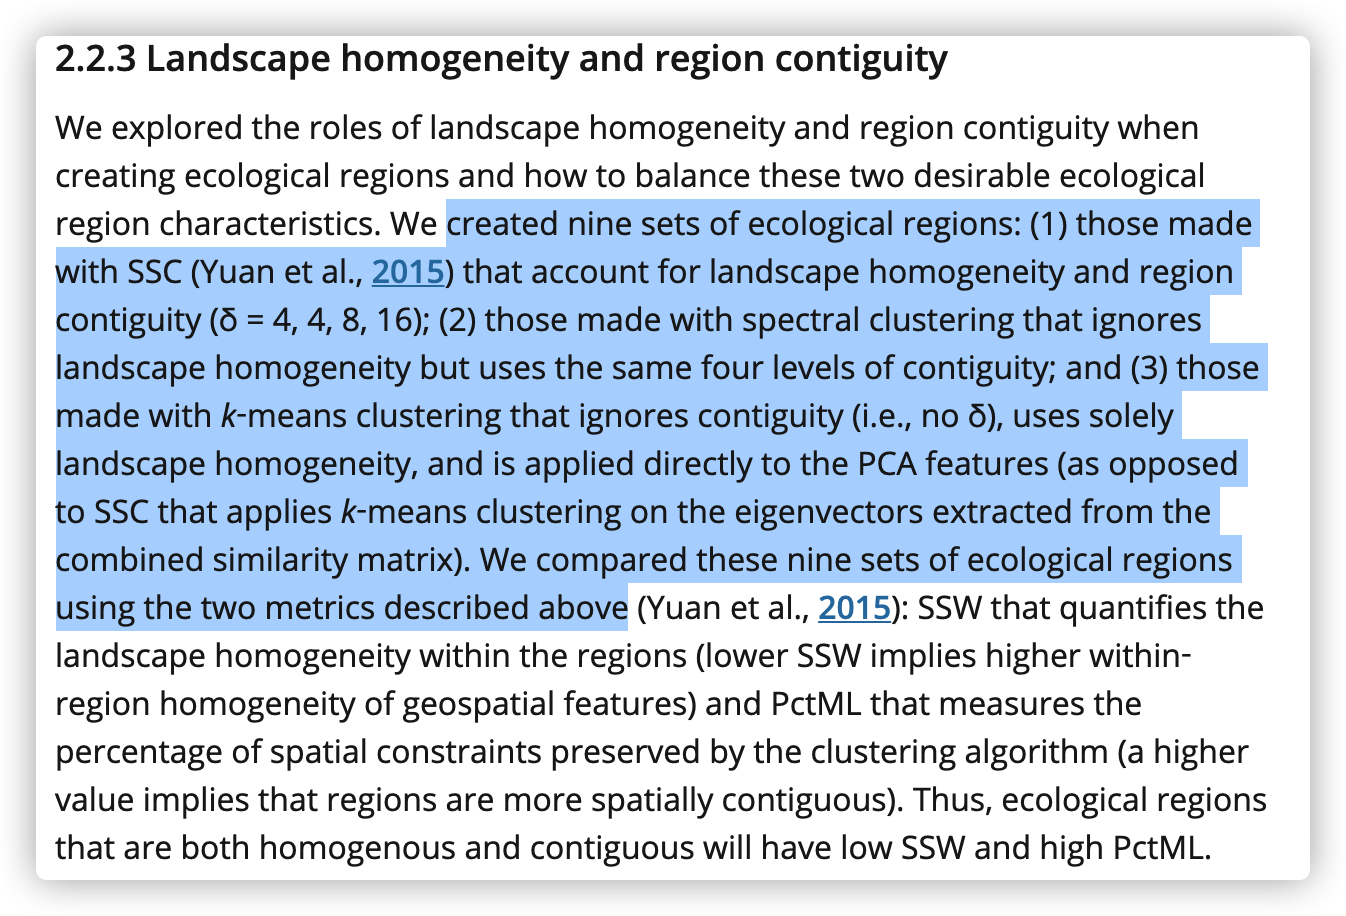 2.2.3 Landscape homogeneity and region contiguity
We explored the roles of landscape homogeneity and region contiguity when
creating ecological regions and how to balance these two desirable ecological
region characteristics. We created nine sets of ecological regions: (1) those made
with SSC (Yuan et al., 2015) that account for landscape homogeneity and region
contiguity (δ = 4, 4, 8, 16); (2) those made with spectral clustering that ignores
landscape homogeneity but uses the same four levels of contiguity; and (3) those
made with k-means clustering that ignores contiguity (i.e., no δ), uses solely
landscape homogeneity, and is applied directly to the PCA features (as opposed
to SSC that applies k-means clustering on the eigenvectors extracted from the
combined similarity matrix). We compared these nine sets of ecological regions
using the two metrics described above (Yuan et al., 2015): SSW that quantifies the
landscape homogeneity within the regions (lower SSW implies higher within-
region homogeneity of geospatial features) and PctML that measures the
percentage of spatial constraints preserved by the clustering algorithm (a higher
value implies that regions are more spatially contiguous). Thus, ecological regions
that are both homogenous and contiguous will have low SSW and high PctML.